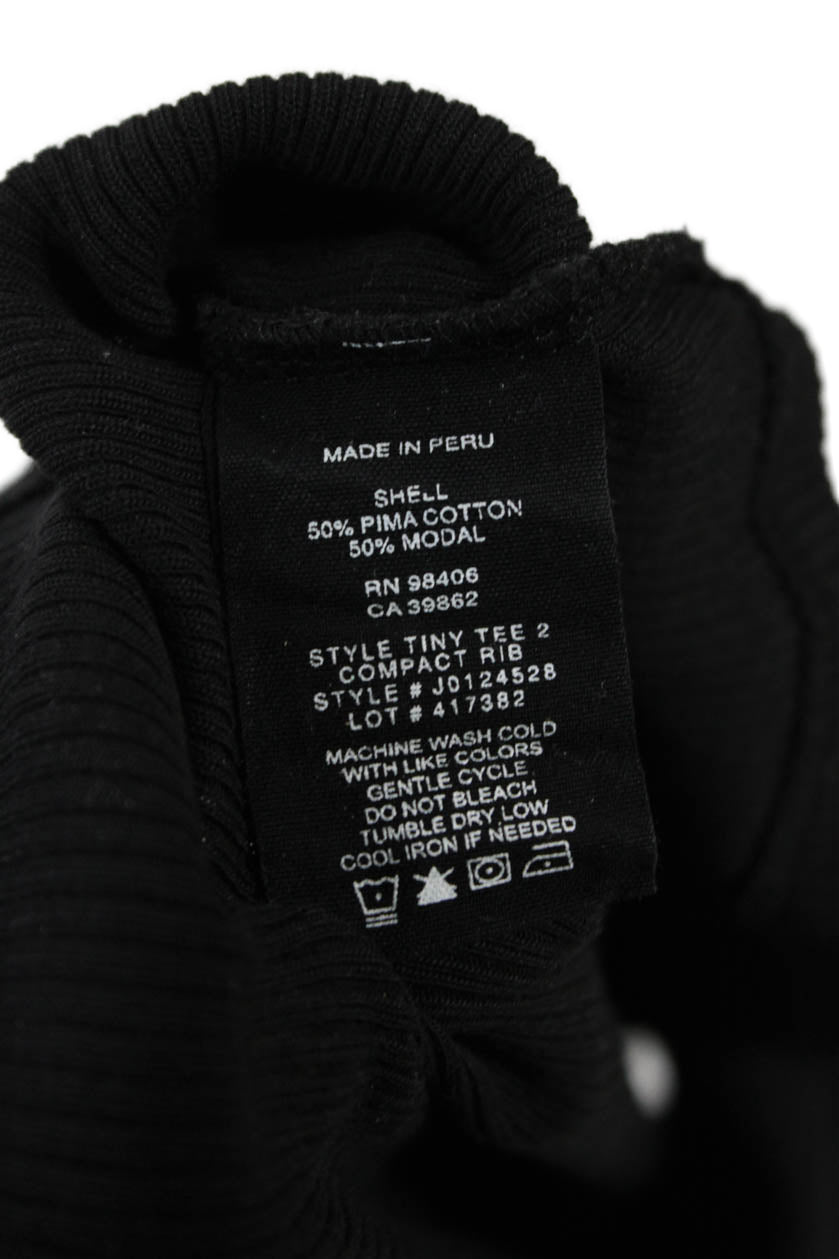 MADE IN PERU
SHELL
50% PIMA COTTON
50% MODAL
RN 98406
CA 39862
STYLE TINY TEE 2
COMPACT RIB
STYLE # J0124528
LOT # 417382
MACHINE WASH COLD
WITH LIKE COLORS
GENTLE CYCLE
DO NOT BLEACH
TUMBLE DRY LOW
COOL IRON IF NEEDED